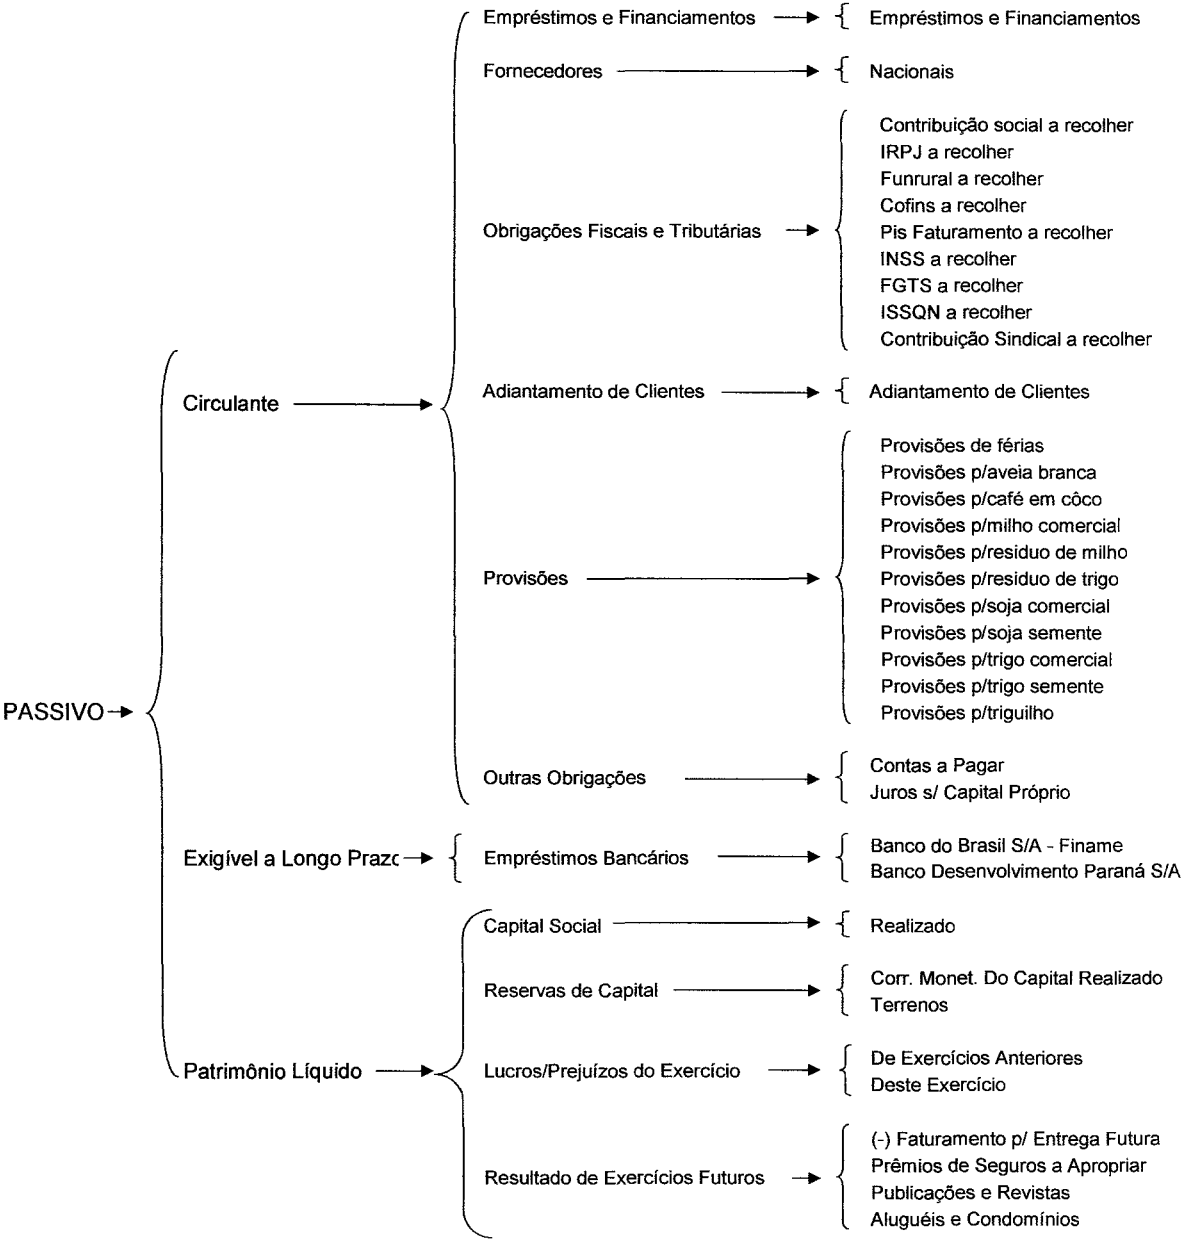 Empréstimos e Financiamentos
Empréstimos e Financiamentos
Fornecedores
Nacionais
Contribuição social a recolher
IRPJ a recolher
Funrural a recolher
Cofins a recolher
Obrigações Fiscais e Tributárias
Pis Faturamento a recolher
INSS a recolher
FGTS a recolher
ISSQN a recolher
Contribuição Sindical a recolher
Circulante
Adiantamento de Clientes
Adiantamento de Clientes
Provisões de férias
Provisões p/aveia branca
Provisões p/café em côco
Provisões p/milho comercial
Provisões p/residuo de milho
Provisões
Provisões p/residuo de trigo
Provisões p/soja comercial
Provisões p/soja semente
Provisões p/trigo comercial
Provisões p/trigo semente
Provisões p/triguilho
PASSIVO
Outras Obrigações
Contas a Pagar
Juros s/ Capital Próprio
Exigível a Longo Prazo
Empréstimos Bancários
Banco do Brasil S/A - Finame
Banco Desenvolvimento Paraná S/A
Capital Social
Realizado
Reservas de Capital
Corr. Monet. Do Capital Realizado
Terrenos
Patrimônio Líquido
Lucros/Prejuízos do Exercício
De Exercícios Anteriores
Deste Exercício
Resultado de Exercícios Futuros
(-) Faturamento p/ Entrega Futura
Prêmios de Seguros a Apropriar
Publicações e Revistas
Aluguéis e Condomínios